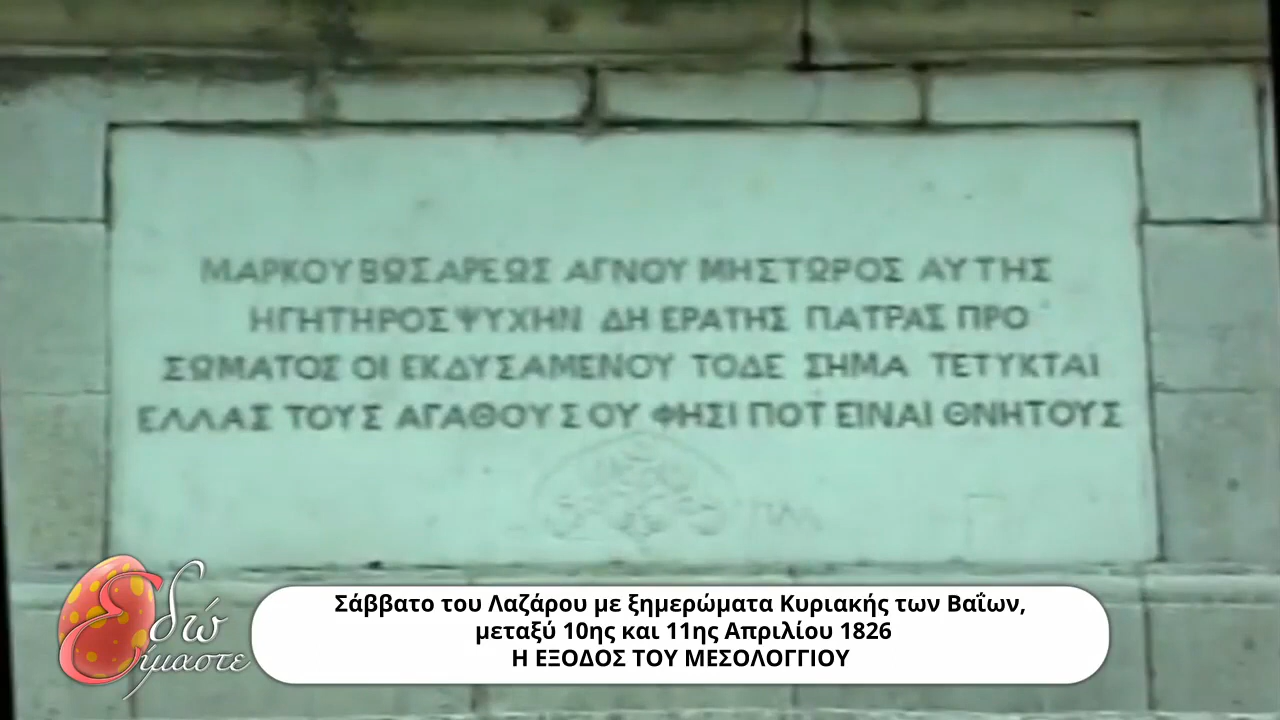 ΜΑΡΚΟΥ ΒΩΣΑΡΕΩΣ ΑΓΝΟΥ ΜΗΣΤΩΡΟΣ ΑΥΤΗΣ
ΗΓΗΤΗΡΟΣ ΨΥΧΗΝ ΔΗ ΕΡΑΤΗΣ ΠΑΤΡΑΣ ΠΡΟ
ΣΩΜΑΤΟΣ ΟΙ ΕΚΔΥΣΑΜΕΝΟΥ ΤΟΔΕ ΣΗΜΑ ΤΕΤΥΚΤΑΙ
ΕΛΛΑΣ ΤΟΥΣ ΑΓΑΘΟΥΣ ΟΥ ΦΗΣΙ ΠΟΤ ΕΙΝΑΙ ΘΝΗΤΟΥΣ
Εδώ
Είμαστε
Σάββατο του Λαζάρου με ξημερώματα Κυριακής των Βαΐων,
μεταξύ 10ης και 11ης Απριλίου 1826
Η ΕΞΟΔΟΣ ΤΟΥ ΜΕΣΟΛΟΓΓΙΟΥ